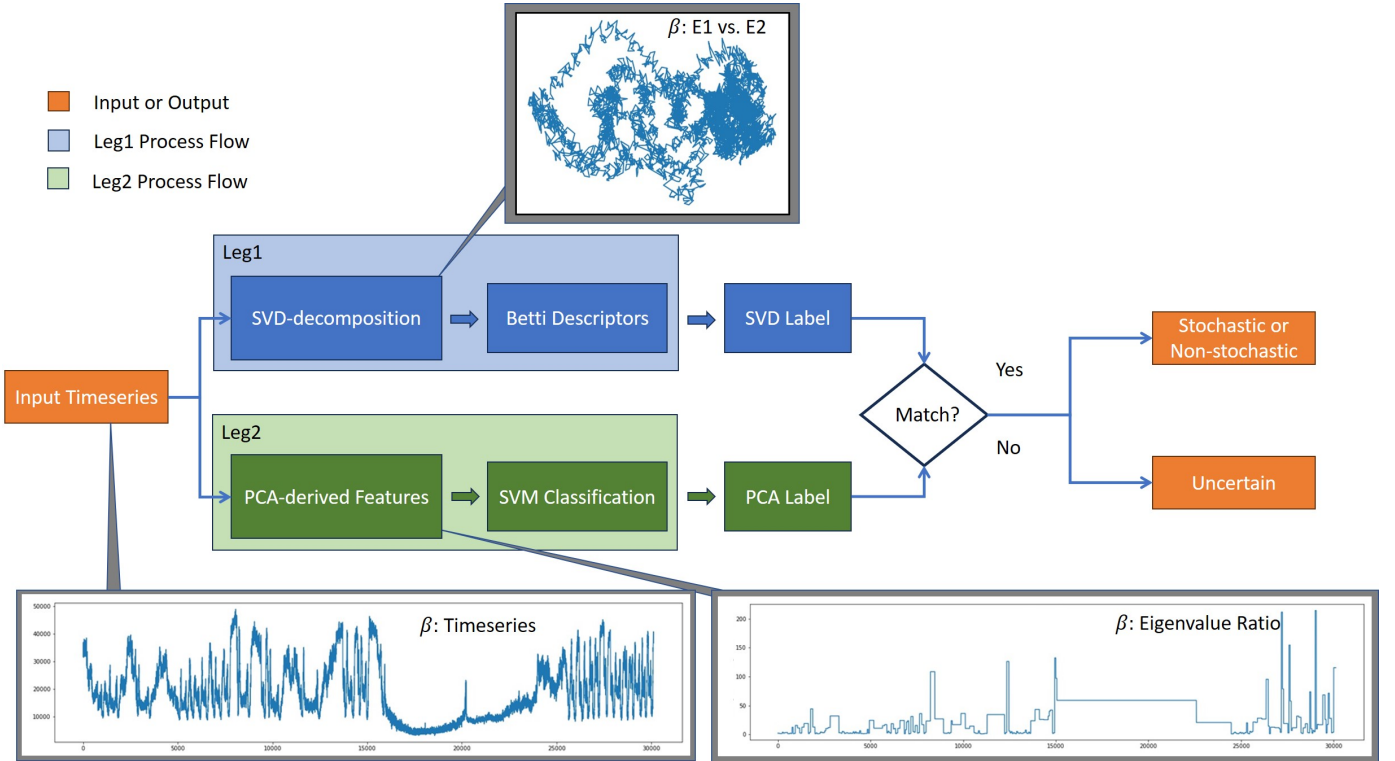 β: E1 vs. E2
Input or Output
Leg1 Process Flow
Leg2 Process Flow
Leg1
SVD-decomposition
Betti Descriptors
SVD Label
Stochastic or
Non-stochastic
Yes
Input Timeseries
Match?
No
Leg2
PCA-derived Features
SVM Classification
PCA Label
Uncertain
β: Timeseries
50000
40000
30000
20000
10000
0 5000 10000 15000 20000 25000 30000
β: Eigenvalue Ratio
200
150
100
50
0
0 5000 10000 15000 20000 25000 30000